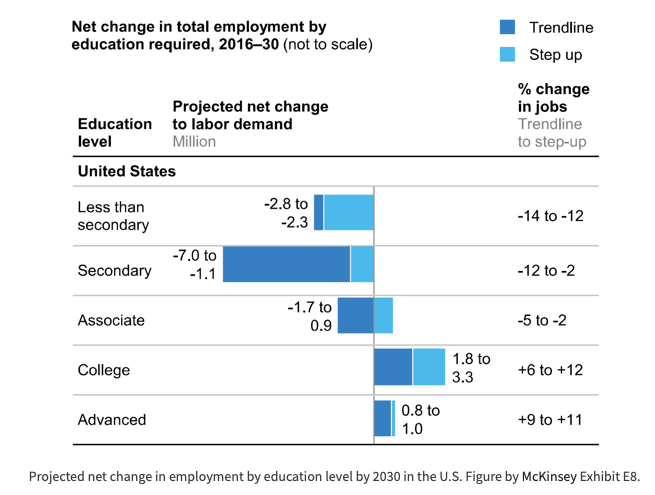 Net change in total employment by
education required, 2016–30 (not to scale)
Trendline
Step up
Education
level
Projected net change
to labor demand
Million
% change
in jobs
Trendline
to step-up
United States
Less than
secondary
-2.8 to
-2.3
-14 to -12
Secondary
-7.0 to
-1.1
-12 to -2
Associate
-1.7 to
0.9
-5 to -2
College
1.8 to
3.3
+6 to +12
Advanced
0.8 to
1.0
+9 to +11
Projected net change in employment by education level by 2030 in the U.S. Figure by McKinsey Exhibit E8.